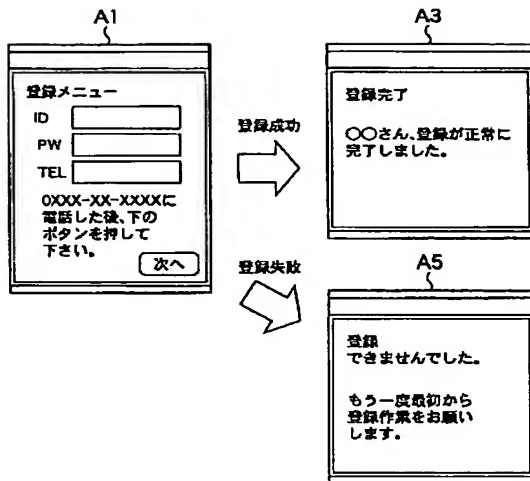 A1
登録メニュー
ID
PW
TEL
0XXX-XX-XXXXに
電話した後、下の
ボタンを押して
下さい。
次へ
登録成功
登録失敗
A3
登録完了
〇〇さん、登録が正常に
完了しました。
A5
登録
できませんでした。
もう一度最初から
登録作業をお願い
します。